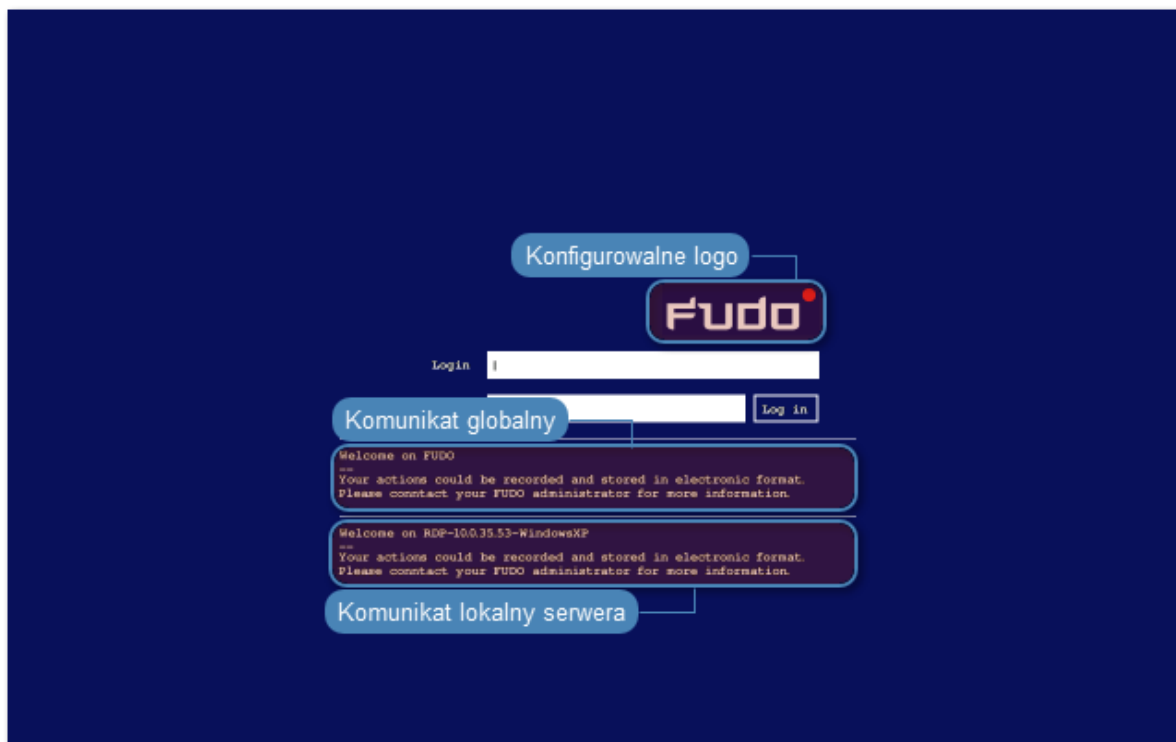 Konfigurowalne logo
FUDO
Login
Log in
Komunikat globalny
Welcome on FUDO
--
Your actions could be recorded and stored in electronic format.
Please conntact your FUDO administrator for more information.
Welcome on RDP-10.0.35.53-WindowsXP
--
Your actions could be recorded and stored in electronic format.
Please conntact your FUDO administrator for more information.
Komunikat lokalny serwera